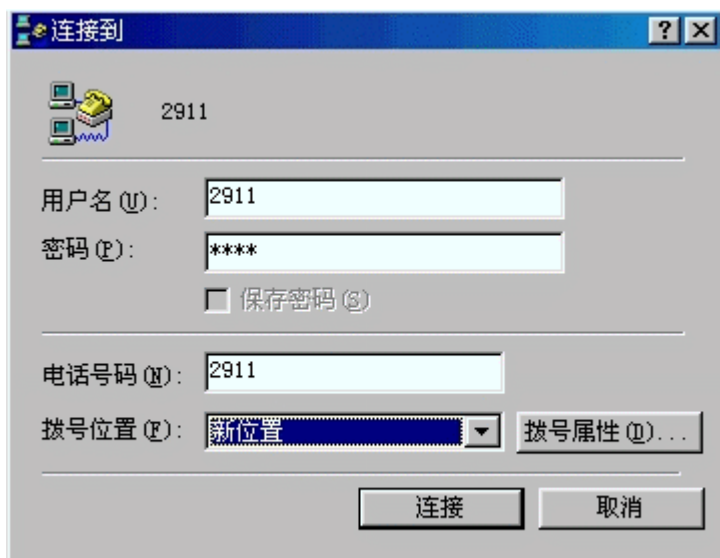 连接到
2911
用户名(U): 2911
密码(P): ****
保存密码(S)
电话号码(N): 2911
拨号位置(F): 新位置 拨号属性(D)...
连接 取消